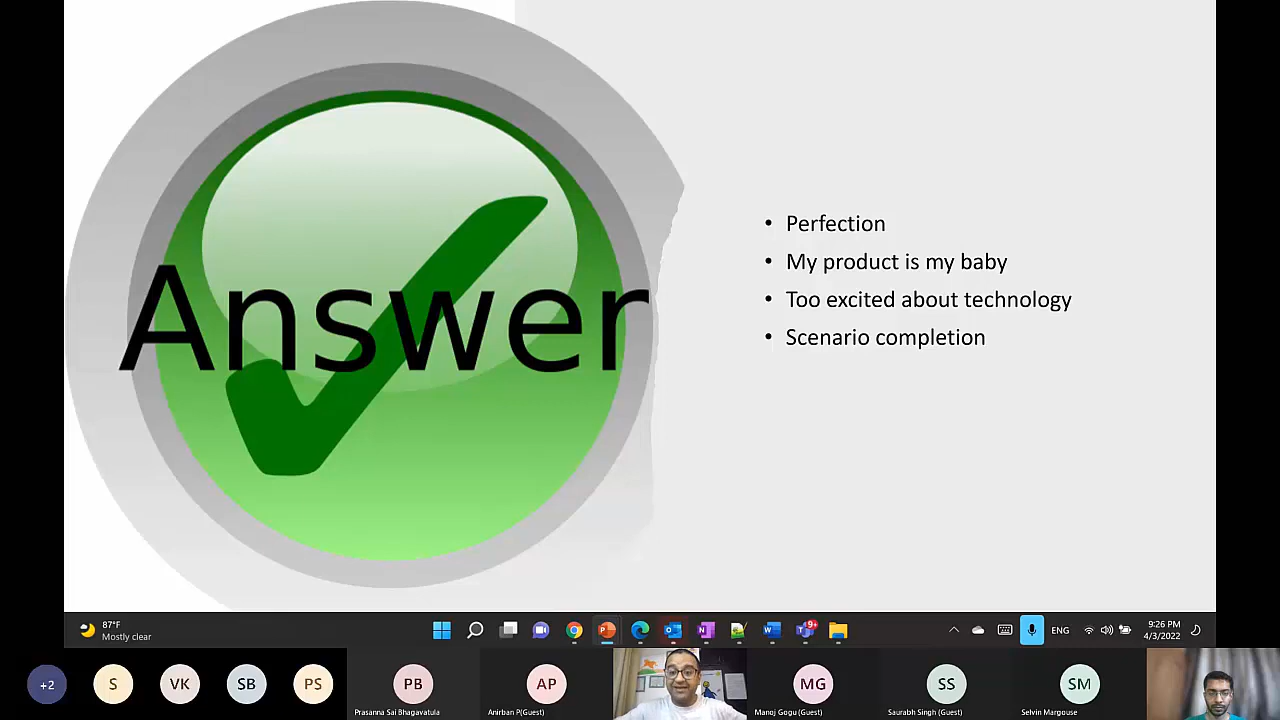 Answer
• Perfection
• My product is my baby
• Too excited about technology
• Scenario completion
87°F
Mostly clear
9+
ENG
9:26 PM
4/3/2022
+2
S
VK
SB
PS
PB
AP
MG
SS
SM
Prasanna Sai Bhagavatula
Anirban P(Guest)
Manoj Gogu (Guest)
Saurabh Singh (Guest)
Selvin Margouse